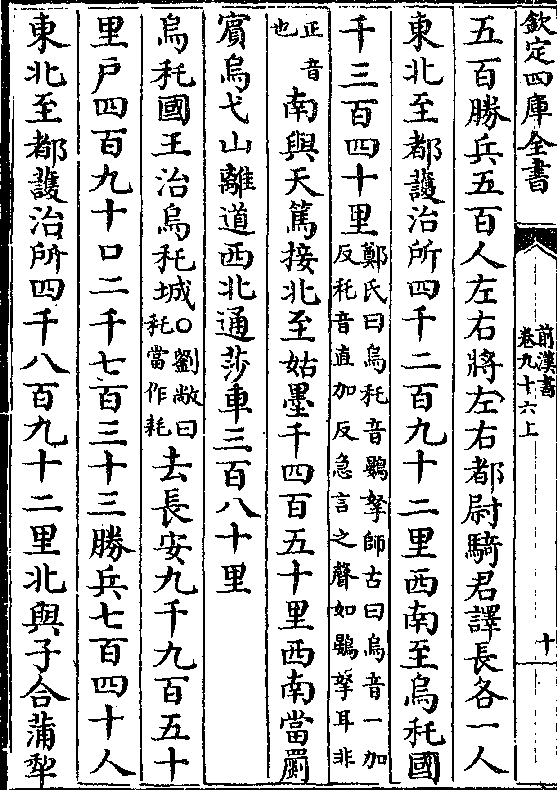 欽定四庫全書
前漢書
卷九十六上
十
五百勝兵五百人左右將左右都尉騎君譯長各一人
東北至都護治所四千二百九十二里西南至烏秅國
千三百四十里鄭氏曰烏秅音鷃拏師古曰烏音一加反秅音直加反急言之聲如鷃拏耳非
正音也南與天篤接北至姑墨千四百五十里西南當罽
賓烏弋山離道西北通莎車三百八十里
烏秅國王治烏秅城○劉敞曰秅當作耗去長安九千九百五十
里戶四百九十口二千七百三十三勝兵七百四十人
東北至都護治所四千八百九十二里北與子合蒲犂